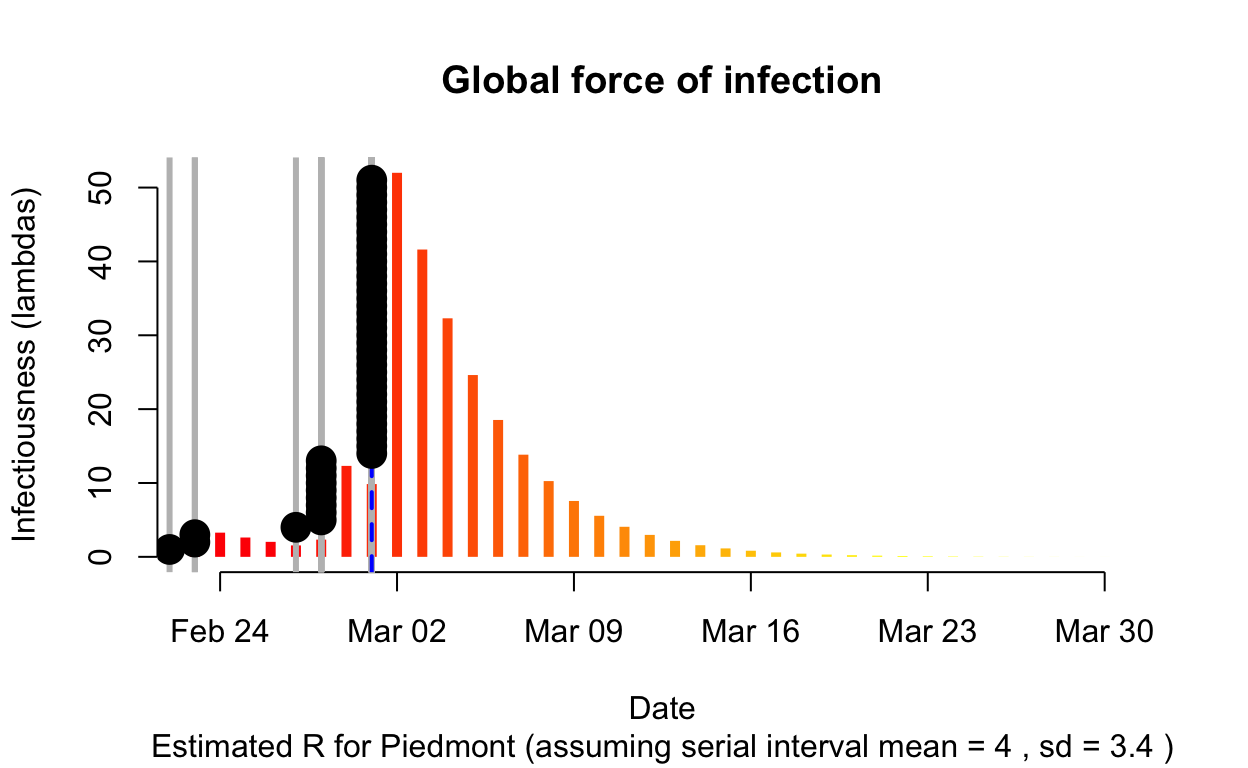 Global force of infection
Infectiousness (lambdas)
50
40
30
20
10
0
Feb 24 Mar 02 Mar 09 Mar 16 Mar 23 Mar 30
Date
Estimated R for Piedmont (assuming serial interval mean = 4 , sd = 3.4 )